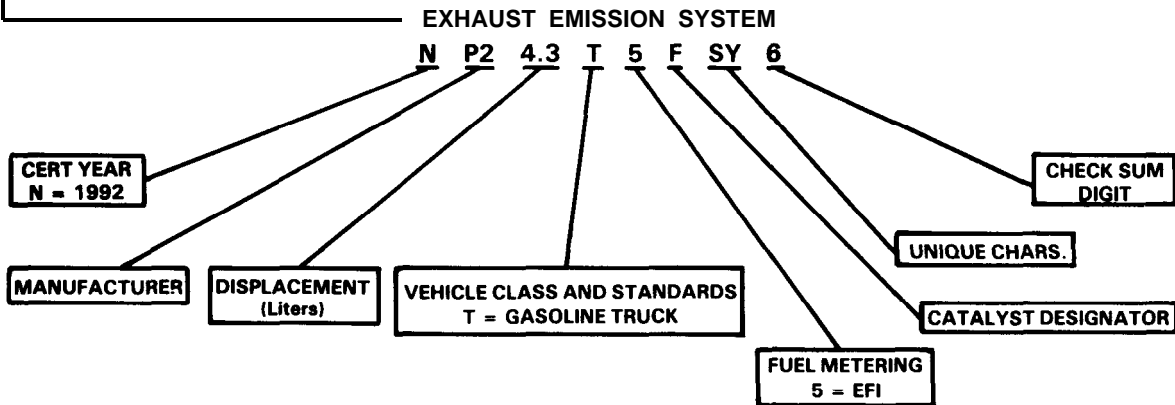 EXHAUST EMISSION SYSTEM
N P2 4.3 T 5 F SY 6
CERT YEAR
N = 1992
CHECK SUM
DIGIT
UNIQUE CHARS.
MANUFACTURER
DISPLACEMENT
(Liters)
VEHICLE CLASS AND STANDARDS
T = GASOLINE TRUCK
CATALYST DESIGNATOR
FUEL METERING
5 = EFI